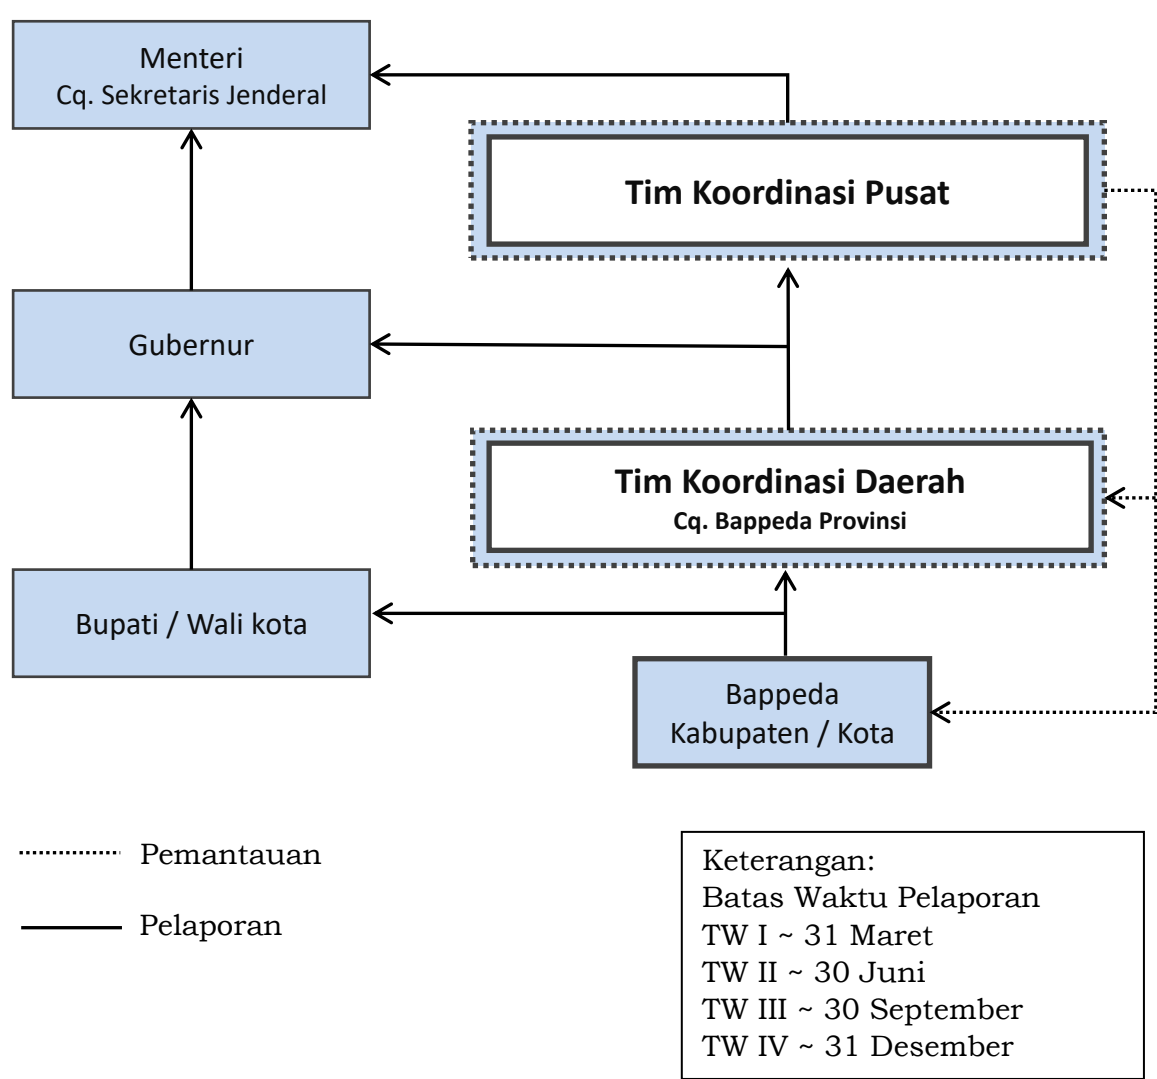 Menteri
Cq. Sekretaris Jenderal
Tim Koordinasi Pusat
Gubernur
Tim Koordinasi Daerah
Cq. Bappeda Provinsi
Bupati / Wali kota
Bappeda
Kabupaten / Kota
Pemantauan
Pelaporan
Keterangan:
Batas Waktu Pelaporan
TW I ~ 31 Maret
TW II ~ 30 Juni
TW III ~ 30 September
TW IV ~ 31 Desember